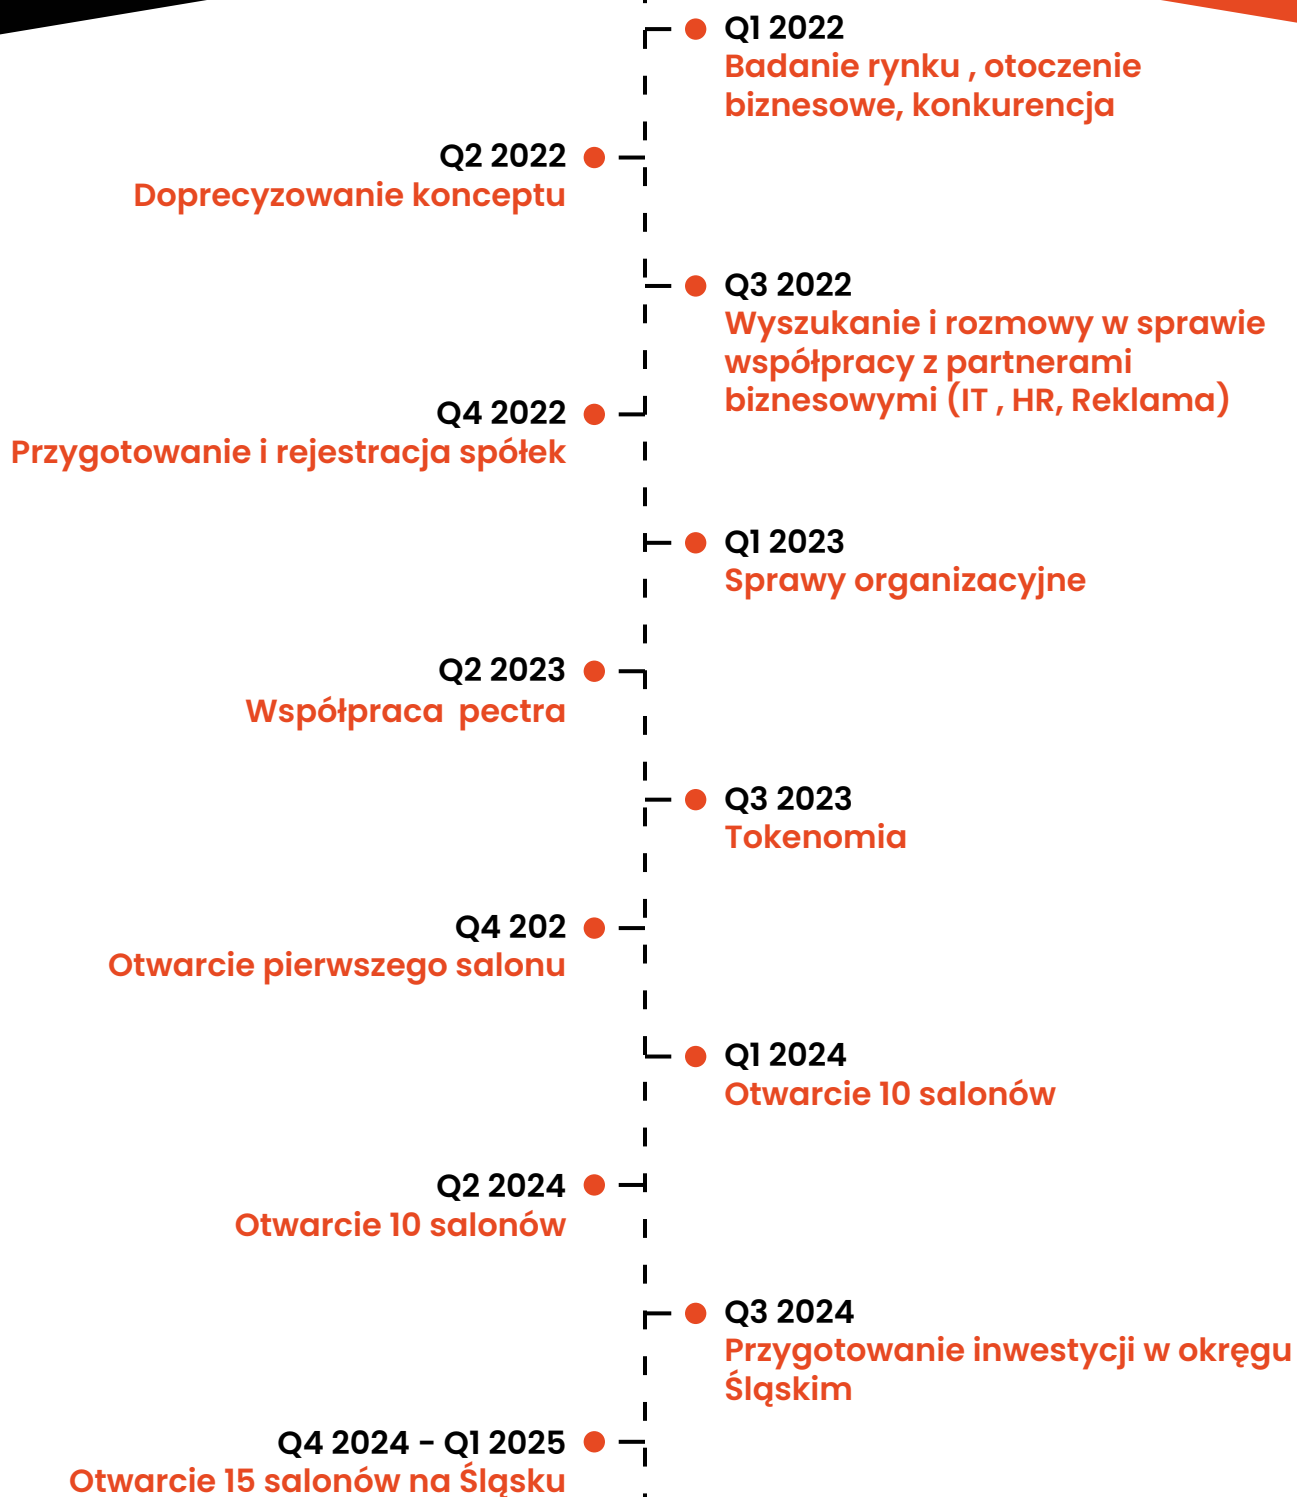 Q1 2022
Badanie rynku , otoczenie
biznesowe, konkurencja
Q2 2022
Doprecyzowanie konceptu
Q3 2022
Wyszukanie i rozmowy w sprawie
współpracy z partnerami
biznesowymi (IT , HR, Reklama)
Q4 2022
Przygotowanie i rejestracja spółek
Q1 2023
Sprawy organizacyjne
Q2 2023
Współpraca  pectra
Q3 2023
Tokenomia
Q4 202
Otwarcie pierwszego salonu
Q1 2024
Otwarcie 10 salonów
Q2 2024
Otwarcie 10 salonów
Q3 2024
Przygotowanie inwestycji w okręgu
Śląskim
Q4 2024 - Q1 2025
Otwarcie 15 salonów na Śląsku